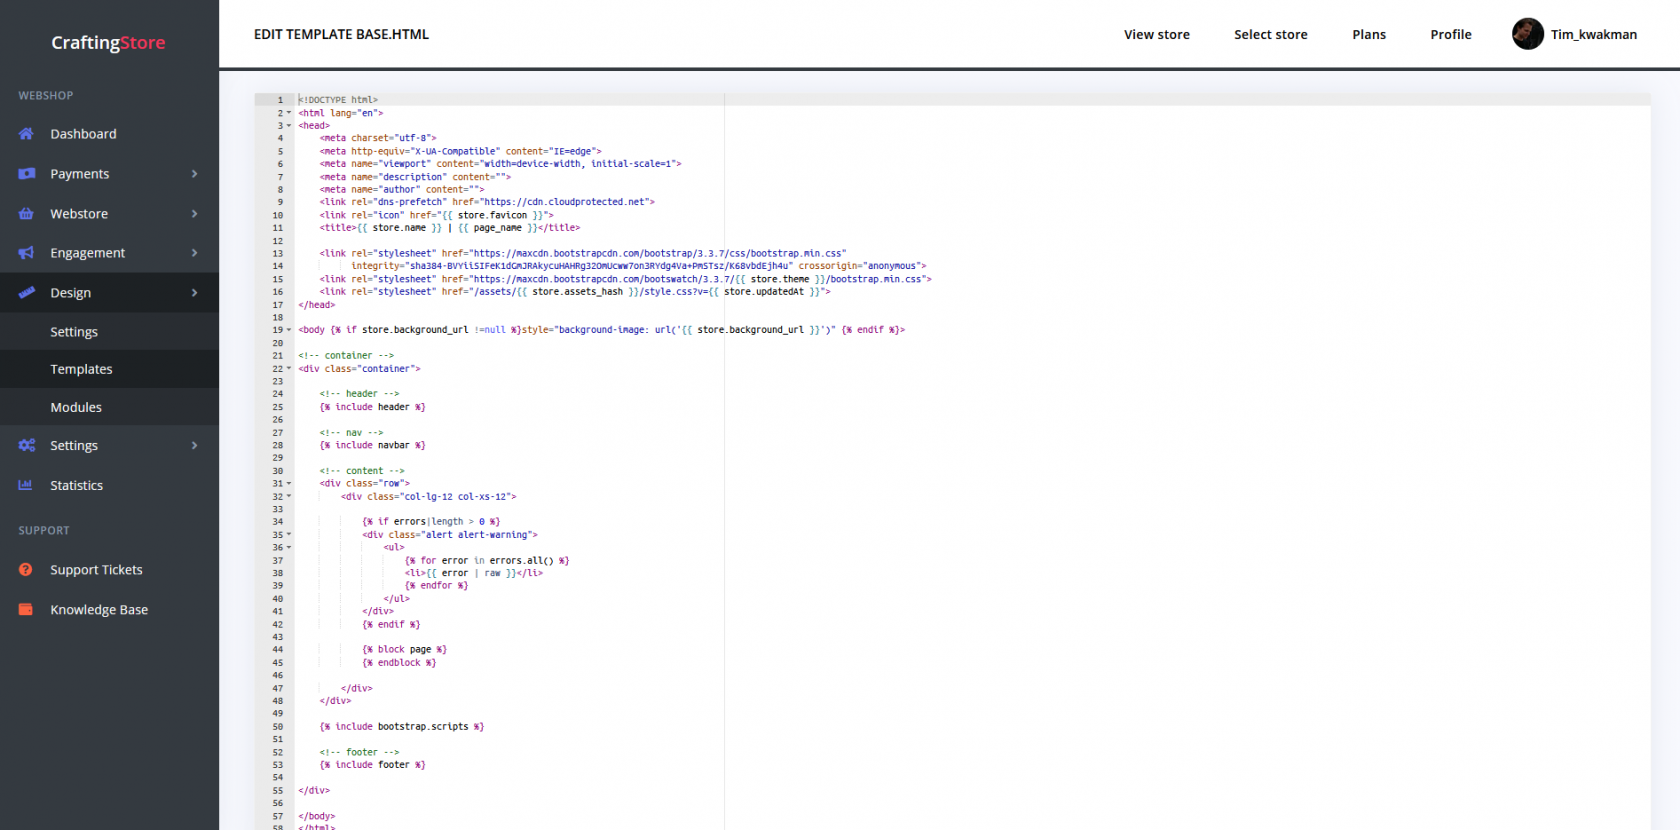 CraftingStore
EDIT TEMPLATE BASE.HTML
View store
Select store
Plans
Profile
Tim_kwakman
WEBSHOP
Dashboard
Payments
Webstore
Engagement
Design
Settings
Templates
Modules
Settings
Statistics
SUPPORT
Support Tickets
Knowledge Base
1 <!DOCTYPE html>
2 <html lang="en">
3 <head>
4 <meta charset="utf-8">
5 <meta http-equiv="X-UA-Compatible" content="IE=edge">
6 <meta name="viewport" content="width=device-width, initial-scale=1">
7 <meta name="description" content="">
8 <meta name="author" content="">
9 <link rel="dns-prefetch" href="https://cdn.cloudprotected.net">
10 <link rel="icon" href="{{ store.favicon }}">
11 <title>{{ store.name }} | {{ page_name }}</title>
12
13 <link rel="stylesheet" href="https://maxcdn.bootstrapcdn.com/bootstrap/3.3.7/css/bootstrap.min.css"
14 integrity="sha384-BVYiiSIFeK1dGmJRAkycuHAHRg32OmUcww7on3RYdg4Va+PmSTsz/K68vbdEjh4u" crossorigin="anonymous">
15 <link rel="stylesheet" href="https://maxcdn.bootstrapcdn.com/bootswatch/3.3.7/{{ store.theme }}/bootstrap.min.css">
16 <link rel="stylesheet" href="/assets/{{ store.assets_hash }}/style.css?v={{ store.updatedAt }}">
17 </head>
18
19 <body {% if store.background_url !=null %}style="background-image: url('{{ store.background_url }}')" {% endif %}>
20
21 <!-- container -->
22 <div class="container">
23
24 <!-- header -->
25 {% include header %}
26
27 <!-- nav -->
28 {% include navbar %}
29
30 <!-- content -->
31 <div class="row">
32 <div class="col-lg-12 col-xs-12">
33
34 {% if errors|length > 0 %}
35 <div class="alert alert-warning">
36 <ul>
37 {% for error in errors.all() %}
38 <li>{{ error | raw }}</li>
39 {% endfor %}
40 </ul>
41 </div>
42 {% endif %}
43
44 {% block page %}
45 {% endblock %}
46
47 </div>
48 </div>
49
50 {% include bootstrap.scripts %}
51
52 <!-- footer -->
53 {% include footer %}
54
55 </div>
56
57 </body>
58 </html>